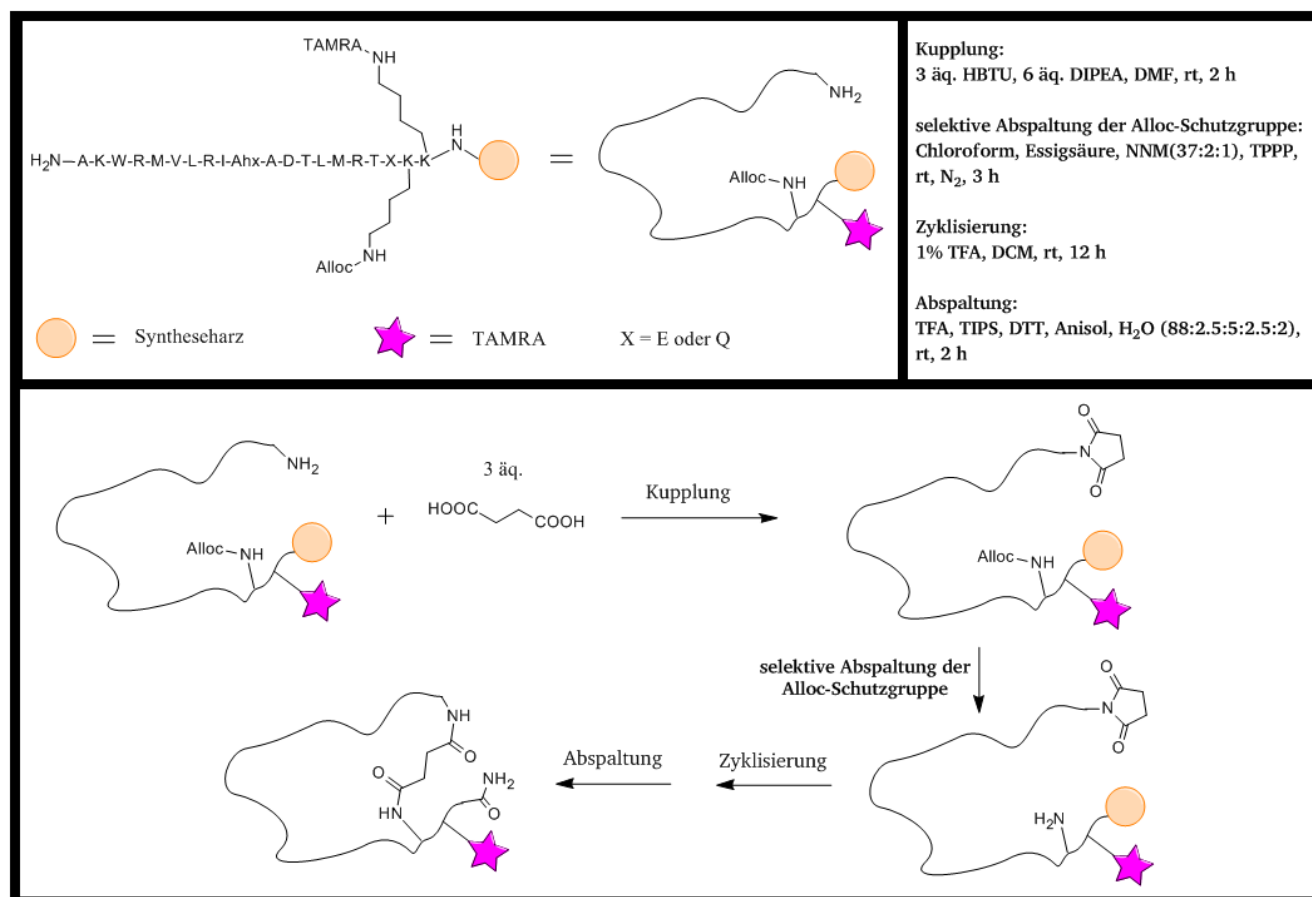 TAMRA
NH
H₂N–A-K-W-R-M-V-L-R-I-Ahx-A-D-T-L-M-R-T-X-K-K
H
N
=
NH
Alloc
NH₂
Alloc
NH
= Syntheseharz
= TAMRA
X = E oder Q
Kupplung:
3 äq. HBTU, 6 äq. DIPEA, DMF, rt, 2 h
selektive Abspaltung der Alloc-Schutzgruppe:
Chloroform, Essigsäure, NNM(37:2:1), TPPP,
rt, N₂, 3 h
Zyklisierung:
1% TFA, DCM, rt, 12 h
Abspaltung:
TFA, TIPS, DTT, Anisol, H₂O (88:2.5:5:2.5:2),
rt, 2 h
NH₂
Alloc
NH
+
3 äq.
HOOC
COOH
Kupplung
O
N
O
Alloc
NH
selektive Abspaltung der
Alloc-Schutzgruppe
O
N
O
H₂N
Zyklisierung
Abspaltung
NH
O
O
NH₂
HN
O